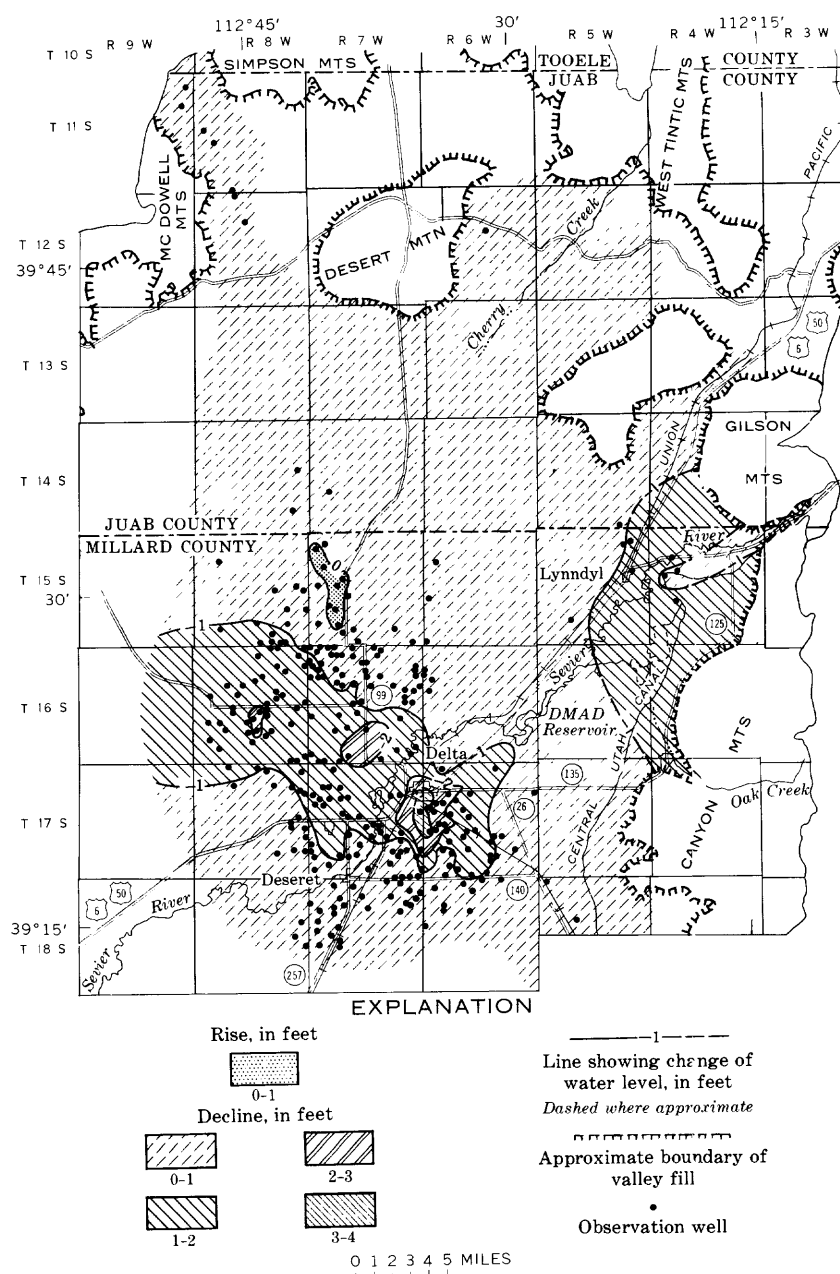 112°45′ 30′ 112°15′
R 9 W R 8 W R 7 W R 6 W R 5 W R 4 W R 3 W
T 10 S
SIMPSON MTS
TOOELE COUNTY
JUAB COUNTY
T 11 S
MC DOWELL MTS
WEST TINTIC MTS
PACIFIC
T 12 S
39°45′
DESERT MTN
Cherry Creek
50
6
T 13 S
GILSON MTS
UNION
T 14 S
JUAB COUNTY
MILLARD COUNTY
River
0
T 15 S
30′
Lynndyl
1
125
1
Sevier
T 16 S
99
2
DMAD Reservoir
Delta
1
CANAL
UTAH
CENTRAL
MTS
CANYON
1
135
Oak Creek
26
T 17 S
Deseret
140
50
6
River
39°15′
T 18 S
Sevier
257
EXPLANATION
Rise, in feet
0-1
Decline, in feet
0-1
2-3
1-2
3-4
1
Line showing change of
water level, in feet
Dashed where approximate
Approximate boundary of
valley fill
Observation well
0 1 2 3 4 5 MILES